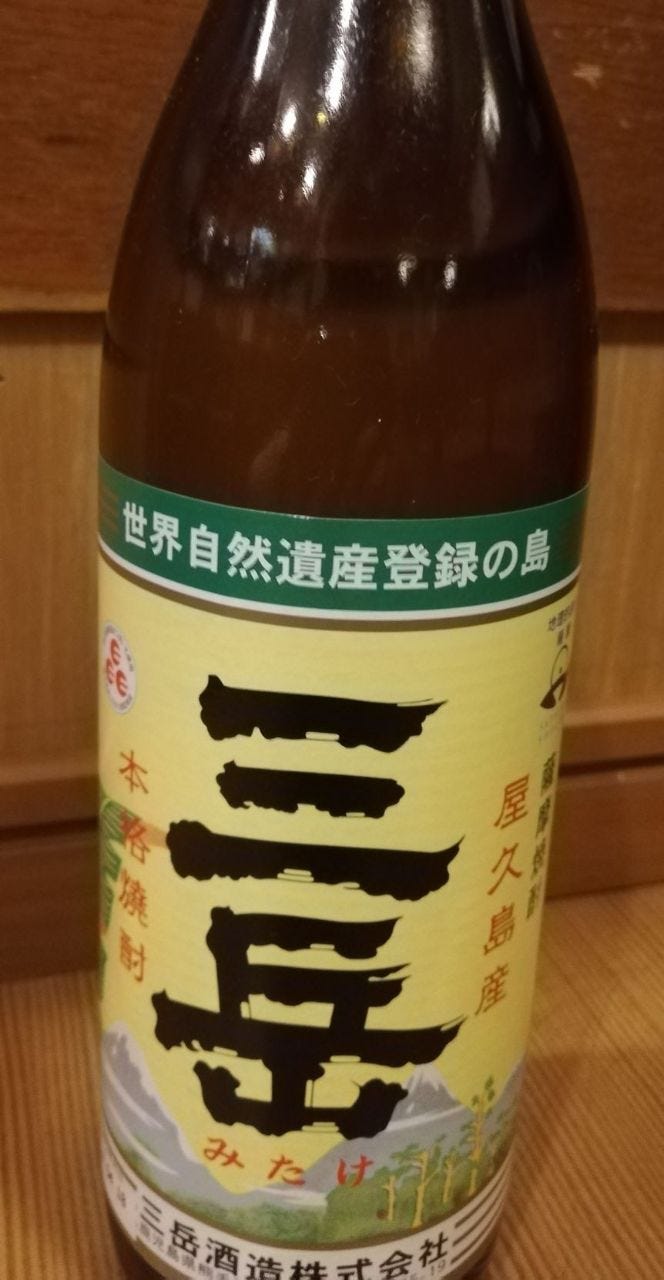 世界自然遺産登録の島
薩摩焼酎
屋久島産
三岳
みたけ
本格焼酎
三岳酒造株式会社